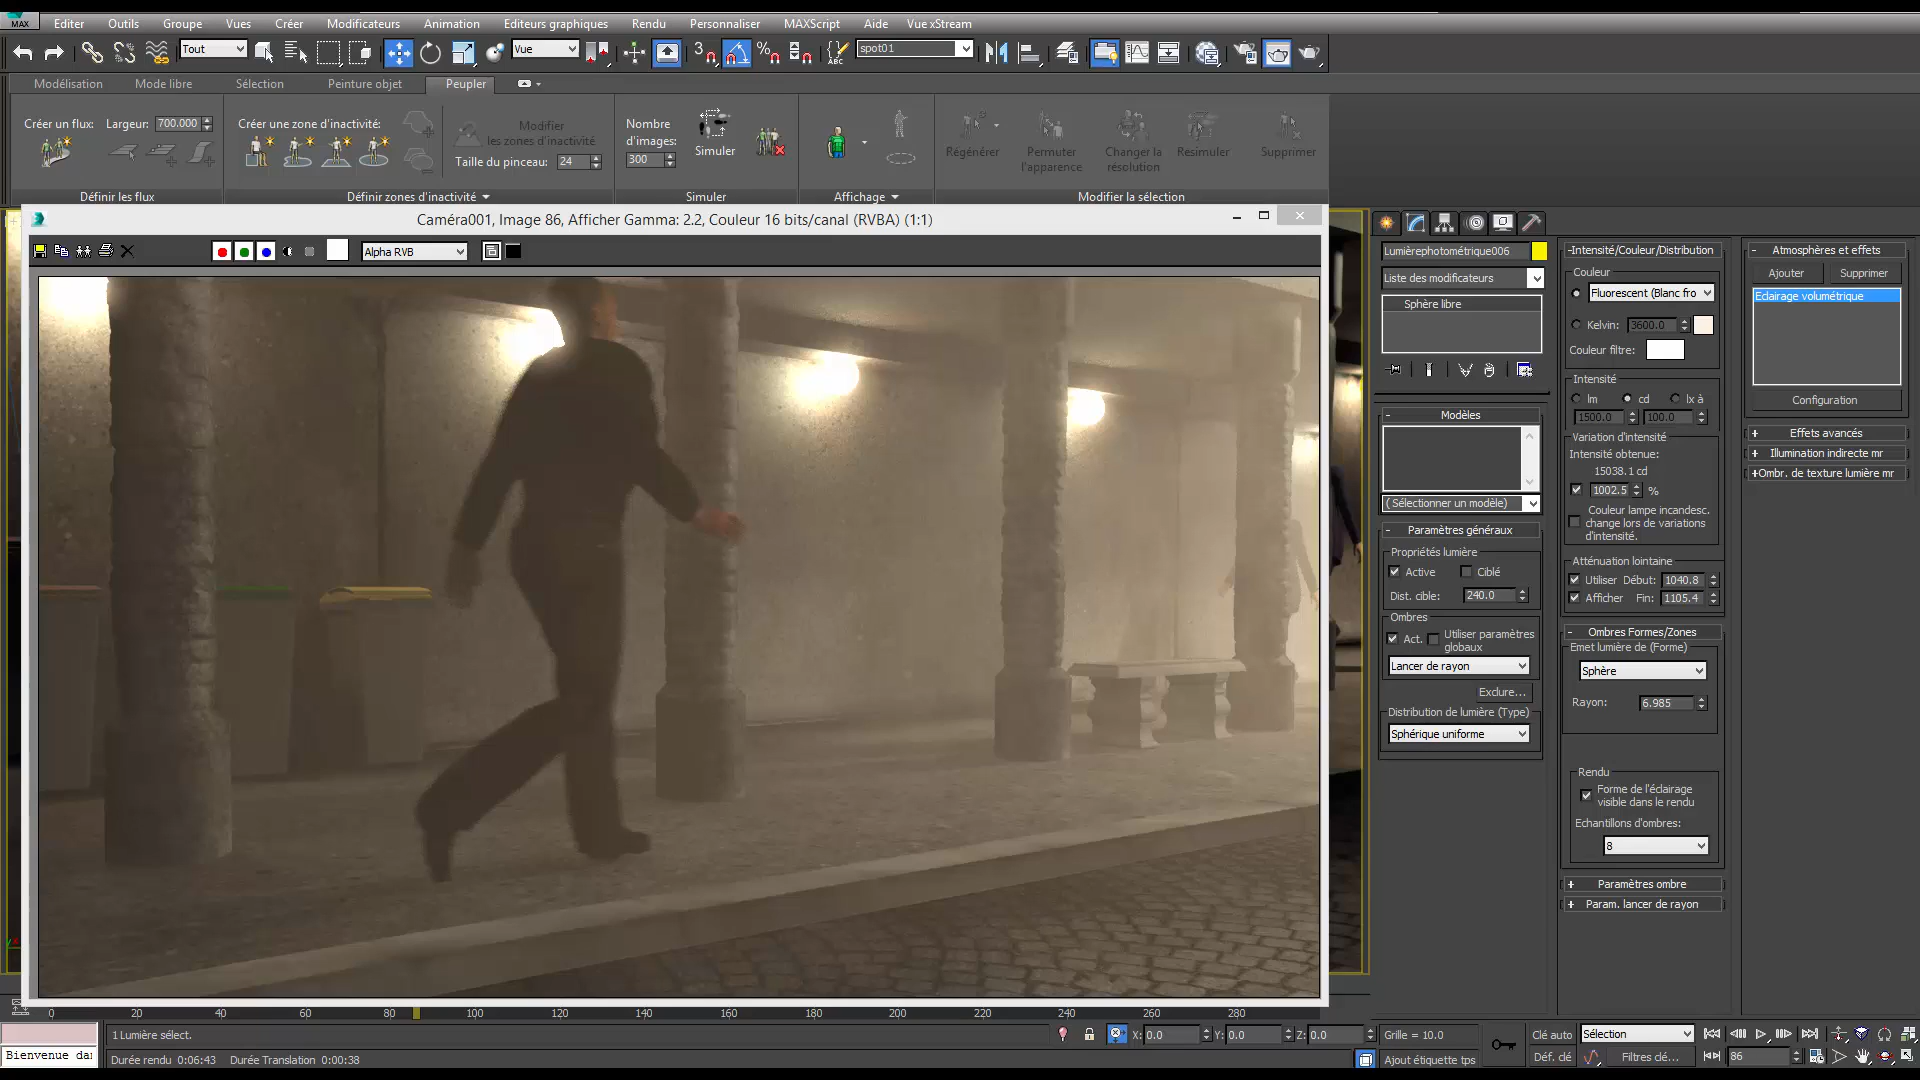 MAX Editer Outils Groupe Vues Créer Modificateurs Animation Editeurs graphiques Rendu Personnaliser MAXScript Aide Vue xStream
Tout Vue 3 % ABC spot01
Modélisation Mode libre Sélection Peinture objet Peupler
Créer un flux: Largeur: 700.000
Créer une zone d'inactivité:
Modifier
les zones d'inactivité
Taille du pinceau: 24
Nombre
d'images:
300
Simuler
Régénérer
Permuter
l'apparence
Changer la
résolution
Resimuler
Supprimer
Définir les flux Définir zones d'inactivité Simuler Affichage Modifier la sélection
Caméra001, Image 86, Afficher Gamma: 2.2, Couleur 16 bits/canal (RVBA) (1:1)
Alpha RVB
Lumièrephotométrique006
Liste des modificateurs
Sphère libre
- Modèles
( Sélectionner un modèle)
- Paramètres généraux
Propriétés lumière
Active Ciblé
Dist. cible: 240.0
Ombres
Act. Utiliser paramètres
globaux
Lancer de rayon
Exclure...
Distribution de lumière (Type)
Sphérique uniforme
-Intensité/Couleur/Distribution
Couleur
Fluorescent (Blanc fro
Kelvin: 3600.0
Couleur filtre:
Intensité
lm cd lx à
1500.0 100.0
Variation d'intensité
Intensité obtenue:
15038.1 cd
1002.5 %
Couleur lampe incandesc.
change lors de variations
d'intensité.
Atténuation lointaine
Utiliser Début: 1040.8
Afficher Fin: 1105.4
- Ombres Formes/Zones
Emet lumière de (Forme)
Sphère
Rayon: 6.985
Rendu
Forme de l'éclairage
visible dans le rendu
Echantillons d'ombres:
8
+ Paramètres ombre
+ Param. lancer de rayon
- Atmosphères et effets
Ajouter Supprimer
Eclairage volumétrique
Configuration
+ Effets avancés
+ Illumination indirecte mr
+Ombr. de texture lumière mr
0 20 40 60 80 100 120 140 160 180 200 220 240 260 280
1 Lumière sélect. X: 0.0 Y: 0.0 Z: 0.0 Grille = 10.0 Clé auto Sélection
Bienvenue da Durée rendu 0:06:43 Durée Translation 0:00:38 Ajout étiquette tps Déf. clé Filtres clé... 86